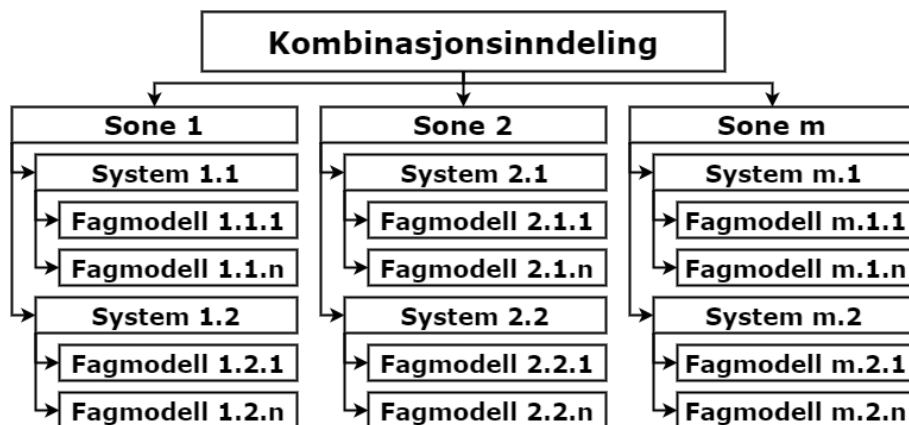 Kombinasjonsinndeling
Sone 1
System 1.1
Fagmodell 1.1.1
Fagmodell 1.1.n
System 1.2
Fagmodell 1.2.1
Fagmodell 1.2.n
Sone 2
System 2.1
Fagmodell 2.1.1
Fagmodell 2.1.n
System 2.2
Fagmodell 2.2.1
Fagmodell 2.2.n
Sone m
System m.1
Fagmodell m.1.1
Fagmodell m.1.n
System m.2
Fagmodell m.2.1
Fagmodell m.2.n